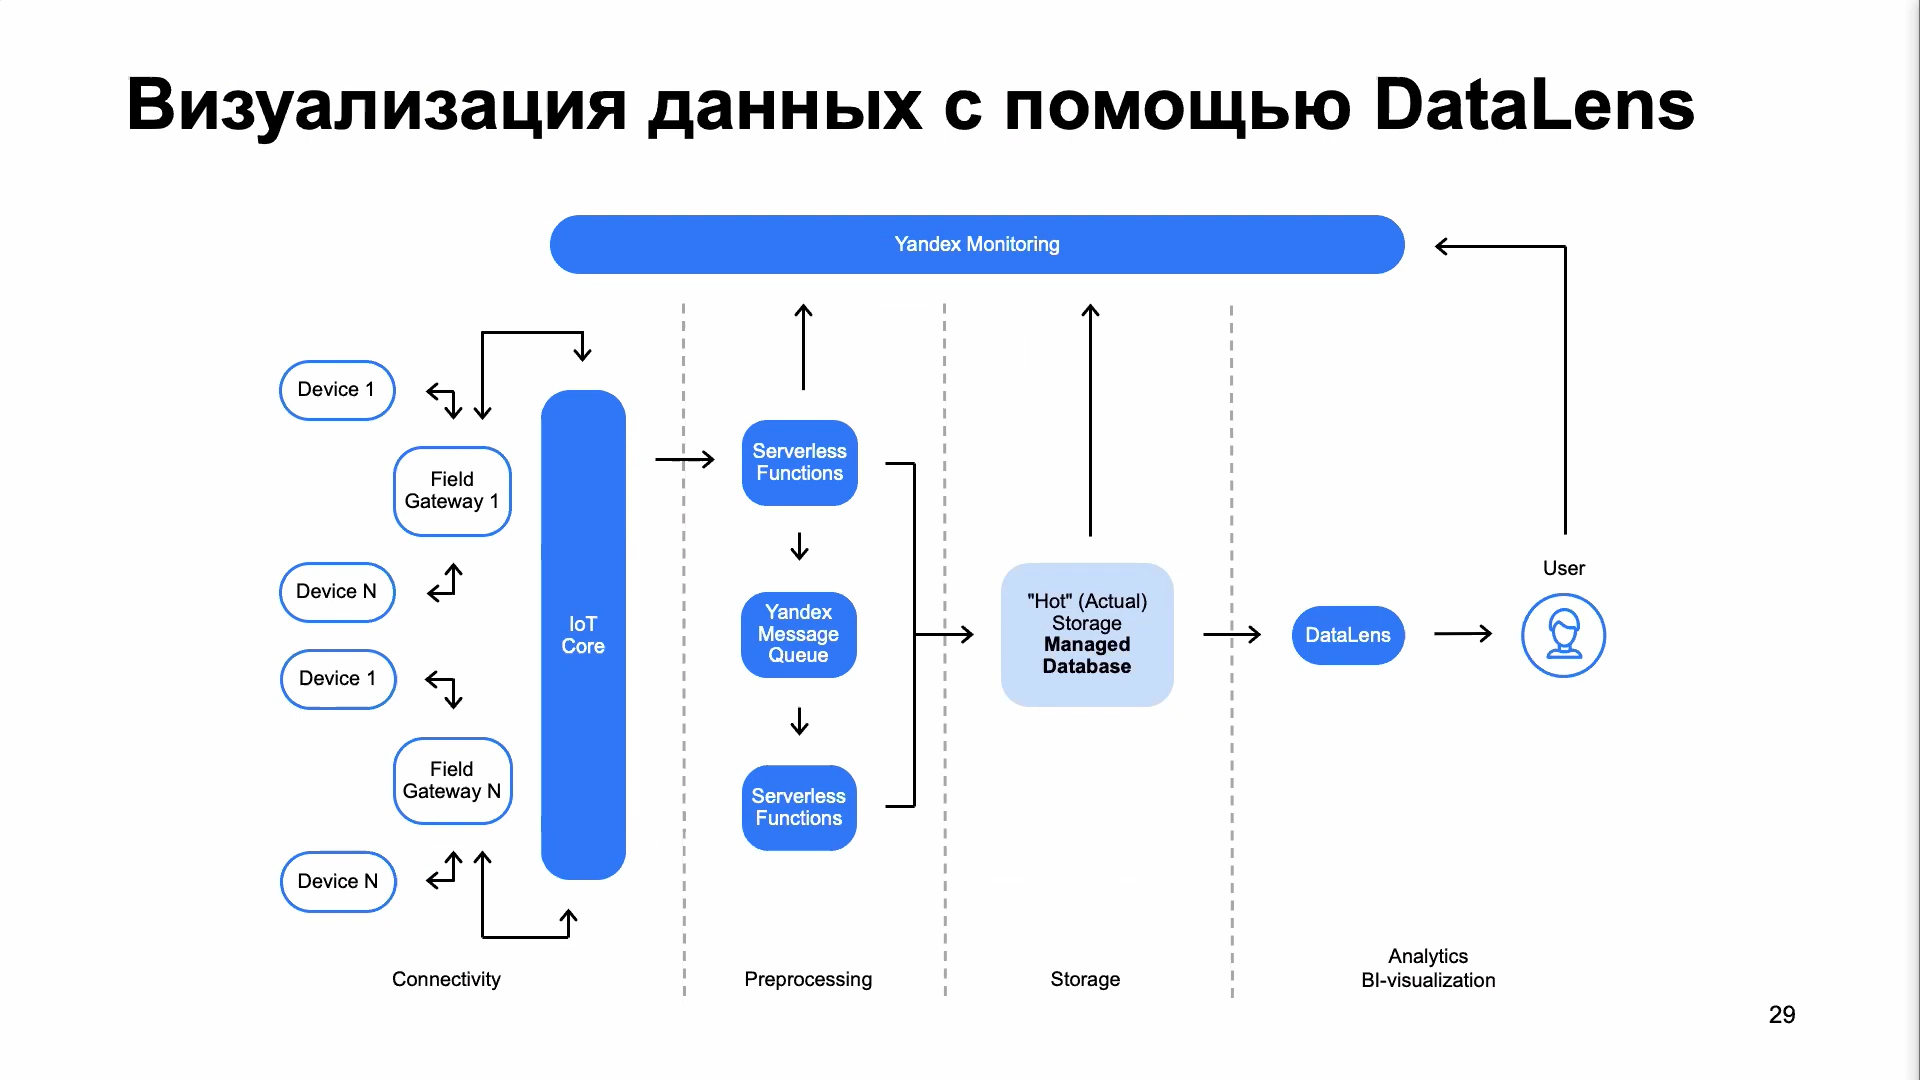 Визуализация данных с помощью DataLens
Yandex Monitoring
Device 1
Field
Gateway 1
Device N
Device 1
Field
Gateway N
Device N
IoT
Core
Serverless
Functions
Yandex
Message
Queue
Serverless
Functions
"Hot" (Actual)
Storage
Managed
Database
DataLens
User
Connectivity
Preprocessing
Storage
Analytics
BI-visualization
29